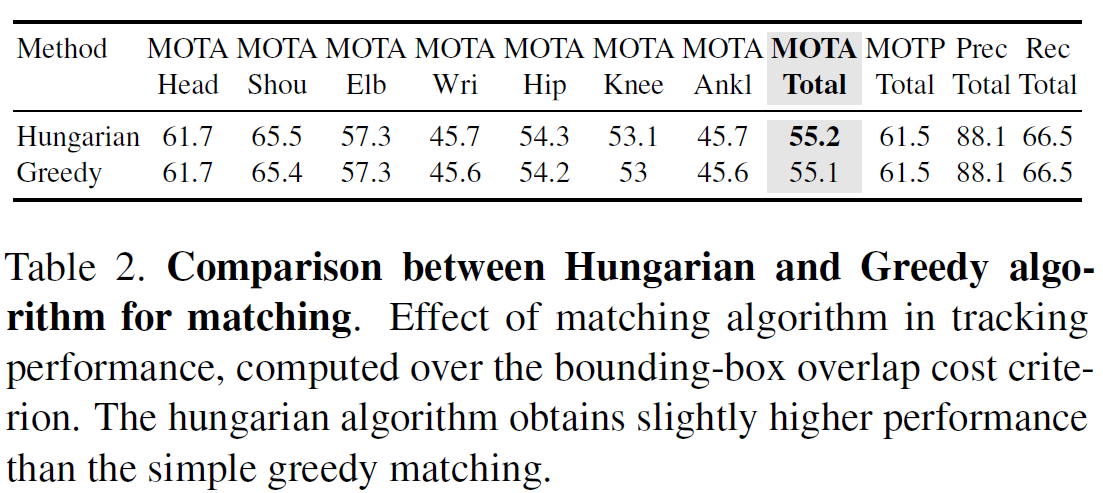 Method MOTA MOTA MOTA MOTA MOTA MOTA MOTA MOTA MOTP Prec Rec
Head Shou Elb Wri Hip Knee Ankl Total Total Total Total
Hungarian 61.7 65.5 57.3 45.7 54.3 53.1 45.7 55.2 61.5 88.1 66.5
Greedy 61.7 65.4 57.3 45.6 54.2 53 45.6 55.1 61.5 88.1 66.5
Table 2. Comparison between Hungarian and Greedy algo-
rithm for matching. Effect of matching algorithm in tracking
performance, computed over the bounding-box overlap cost crite-
rion. The hungarian algorithm obtains slightly higher performance
than the simple greedy matching.